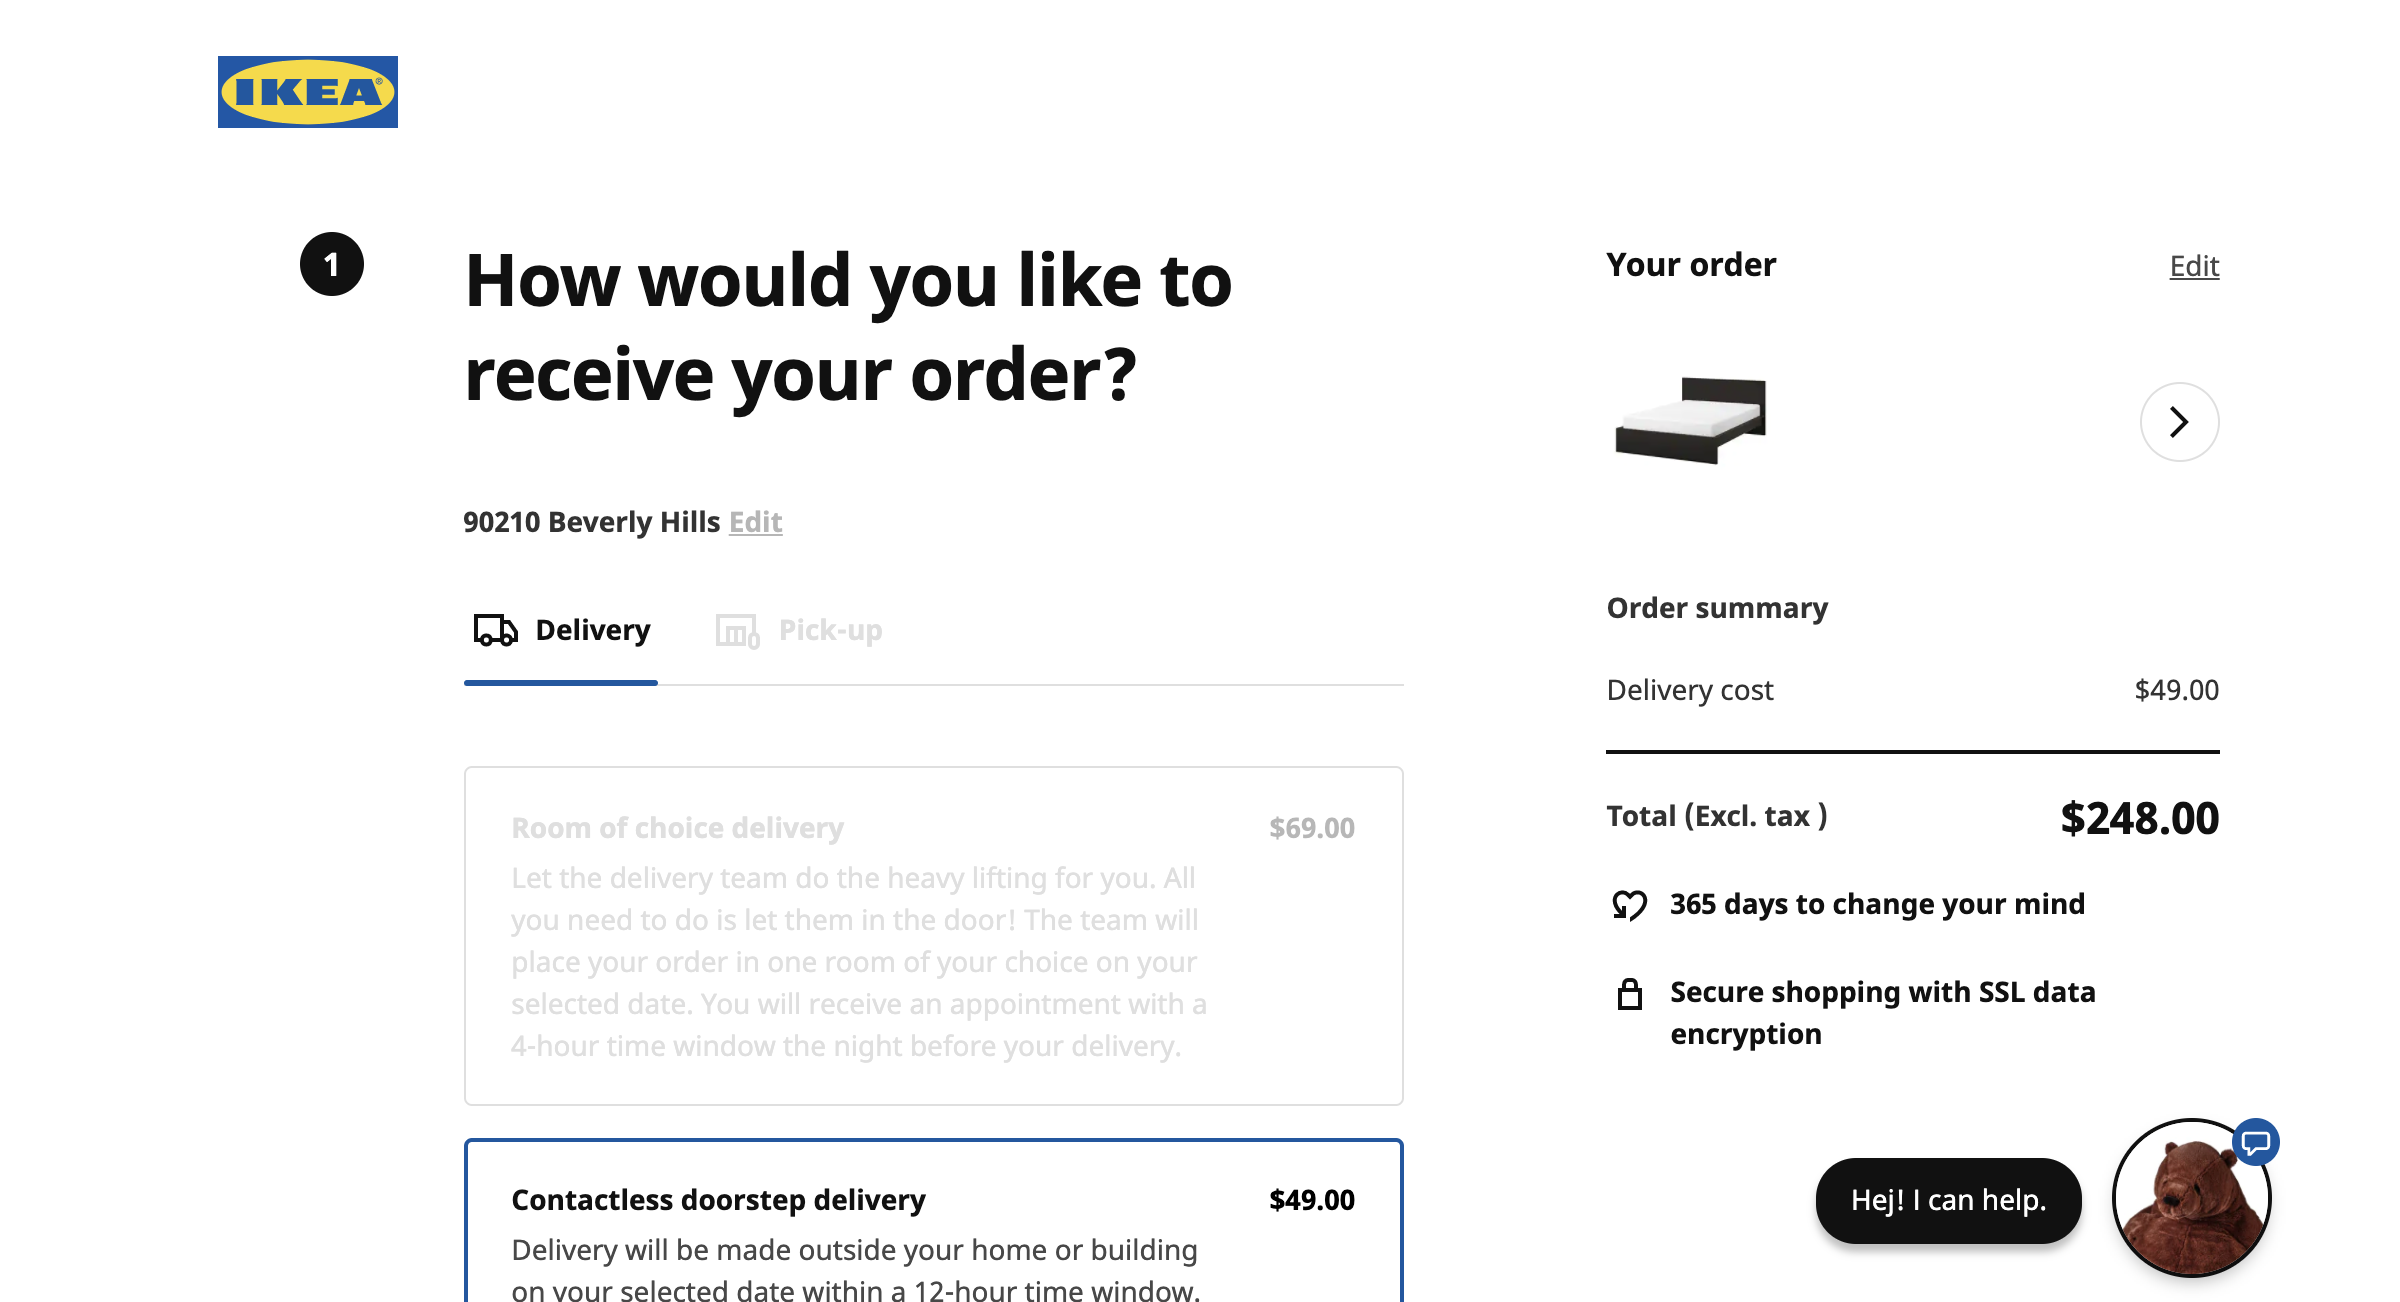 IKEA®
1
How would you like to
receive your order?
90210 Beverly Hills Edit
Delivery
Pick-up
Room of choice delivery $69.00
Let the delivery team do the heavy lifting for you. All
you need to do is let them in the door! The team will
place your order in one room of your choice on your
selected date. You will receive an appointment with a
4-hour time window the night before your delivery.
Contactless doorstep delivery $49.00
Delivery will be made outside your home or building
on your selected date within a 12-hour time window.
Your order Edit
Order summary
Delivery cost $49.00
Total (Excl. tax ) $248.00
365 days to change your mind
Secure shopping with SSL data
encryption
Hej! I can help.